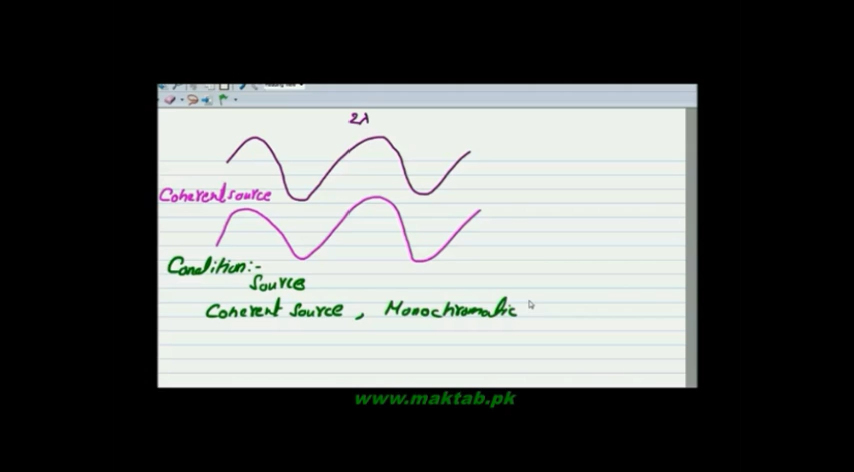 2λ
Coherent source
Condition:-
Source
Coherent source , Monochromatic
www.maktab.pk